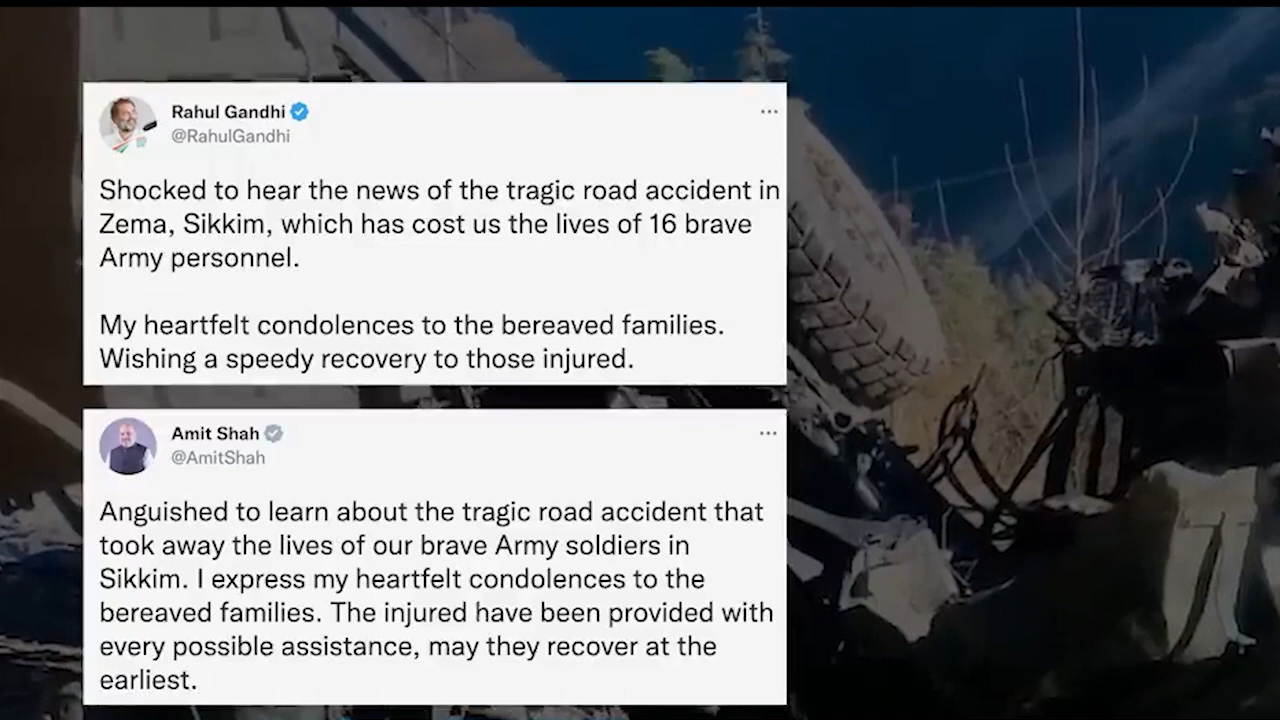 Rahul Gandhi
@RahulGandhi
Shocked to hear the news of the tragic road accident in
Zema, Sikkim, which has cost us the lives of 16 brave
Army personnel.
My heartfelt condolences to the bereaved families.
Wishing a speedy recovery to those injured.
Amit Shah
@AmitShah
Anguished to learn about the tragic road accident that
took away the lives of our brave Army soldiers in
Sikkim. I express my heartfelt condolences to the
bereaved families. The injured have been provided with
every possible assistance, may they recover at the
earliest.